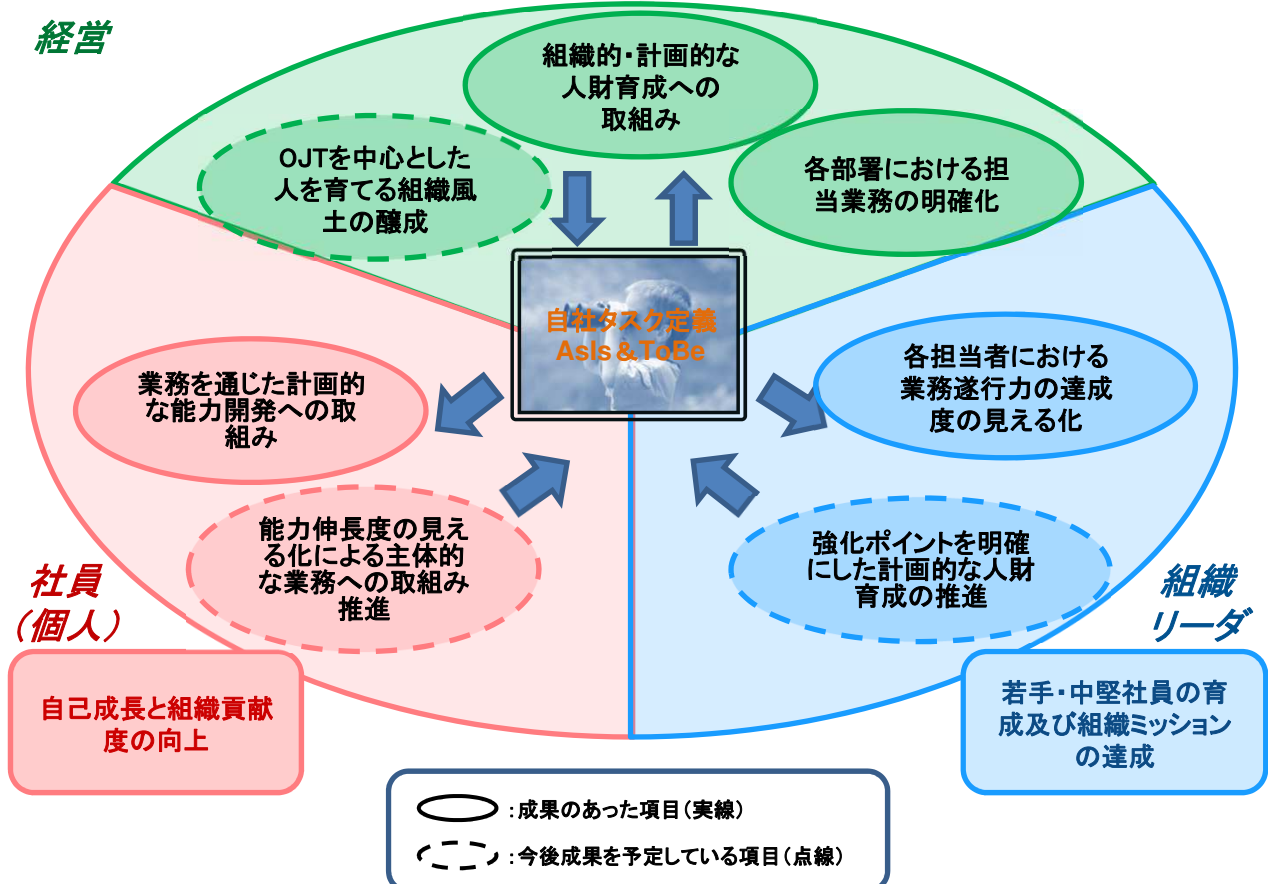 経営
組織的・計画的な
人財育成への
取組み
OJTを中心とした
人を育てる組織風
土の醸成
各部署における担
当業務の明確化
自社タスク定義
AsIs＆ToBe
業務を通じた計画的
な能力開発への取
組み
各担当者における
業務遂行力の達成
度の見える化
能力伸長度の見え
る化による主体的
な業務への取組み
推進
強化ポイントを明確
にした計画的な人財
育成の推進
社員
（個人）
組織
リーダ
自己成長と組織貢献
度の向上
若手・中堅社員の育
成及び組織ミッション
の達成
：成果のあった項目（実線）
：今後成果を予定している項目（点線）